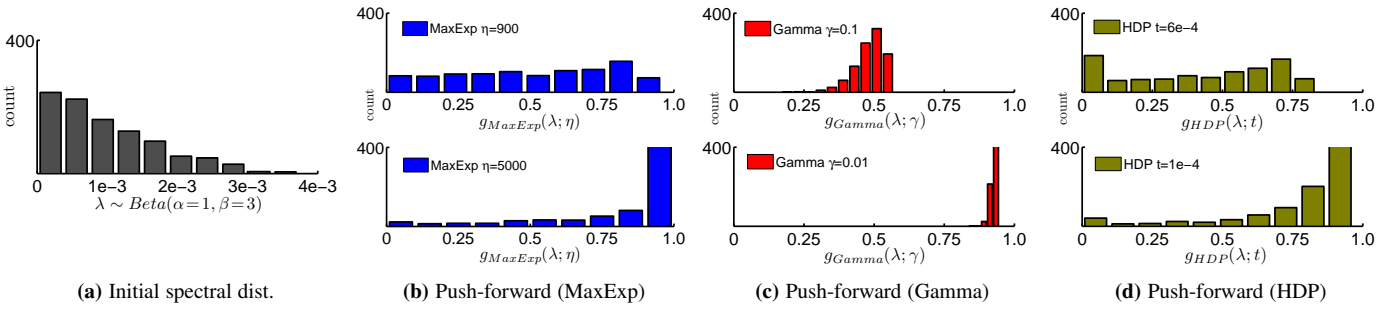 400
count
0 1e-3 2e-3 3e-3 4e-3
λ ∼ Beta(α=1, β=3)
(a) Initial spectral dist.
count
400
MaxExp η=900
0 0.25 0.5 0.75 1.0
g_MaxExp(λ; η)
400
MaxExp η=5000
0 0.25 0.5 0.75 1.0
g_MaxExp(λ; η)
(b) Push-forward (MaxExp)
count
400
Gamma γ=0.1
count
0 0.25 0.5 0.75 1.0
g_Gamma(λ; γ)
400
Gamma γ=0.01
0 0.25 0.5 0.75 1.0
g_Gamma(λ; γ)
(c) Push-forward (Gamma)
count
400
HDP t=6e-4
count
0 0.25 0.5 0.75 1.0
g_HDP(λ; t)
400
HDP t=1e-4
0 0.25 0.5 0.75 1.0
g_HDP(λ; t)
(d) Push-forward (HDP)